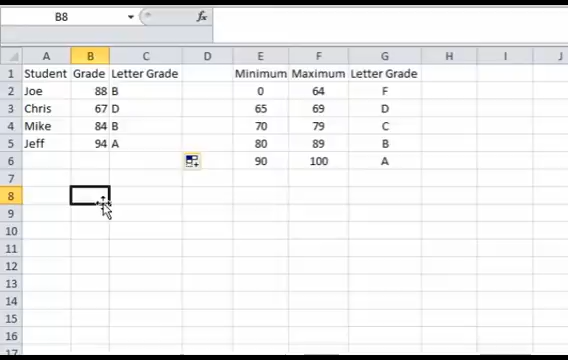 B8 fx
A B C D E F G H I J
1 Student Grade Letter Grade Minimum Maximum Letter Grade
2 Joe 88 B 0 64 F
3 Chris 67 D 65 69 D
4 Mike 84 B 70 79 C
5 Jeff 94 A 80 89 B
6 90 100 A
7
8
9
10
11
12
13
14
15
16
17